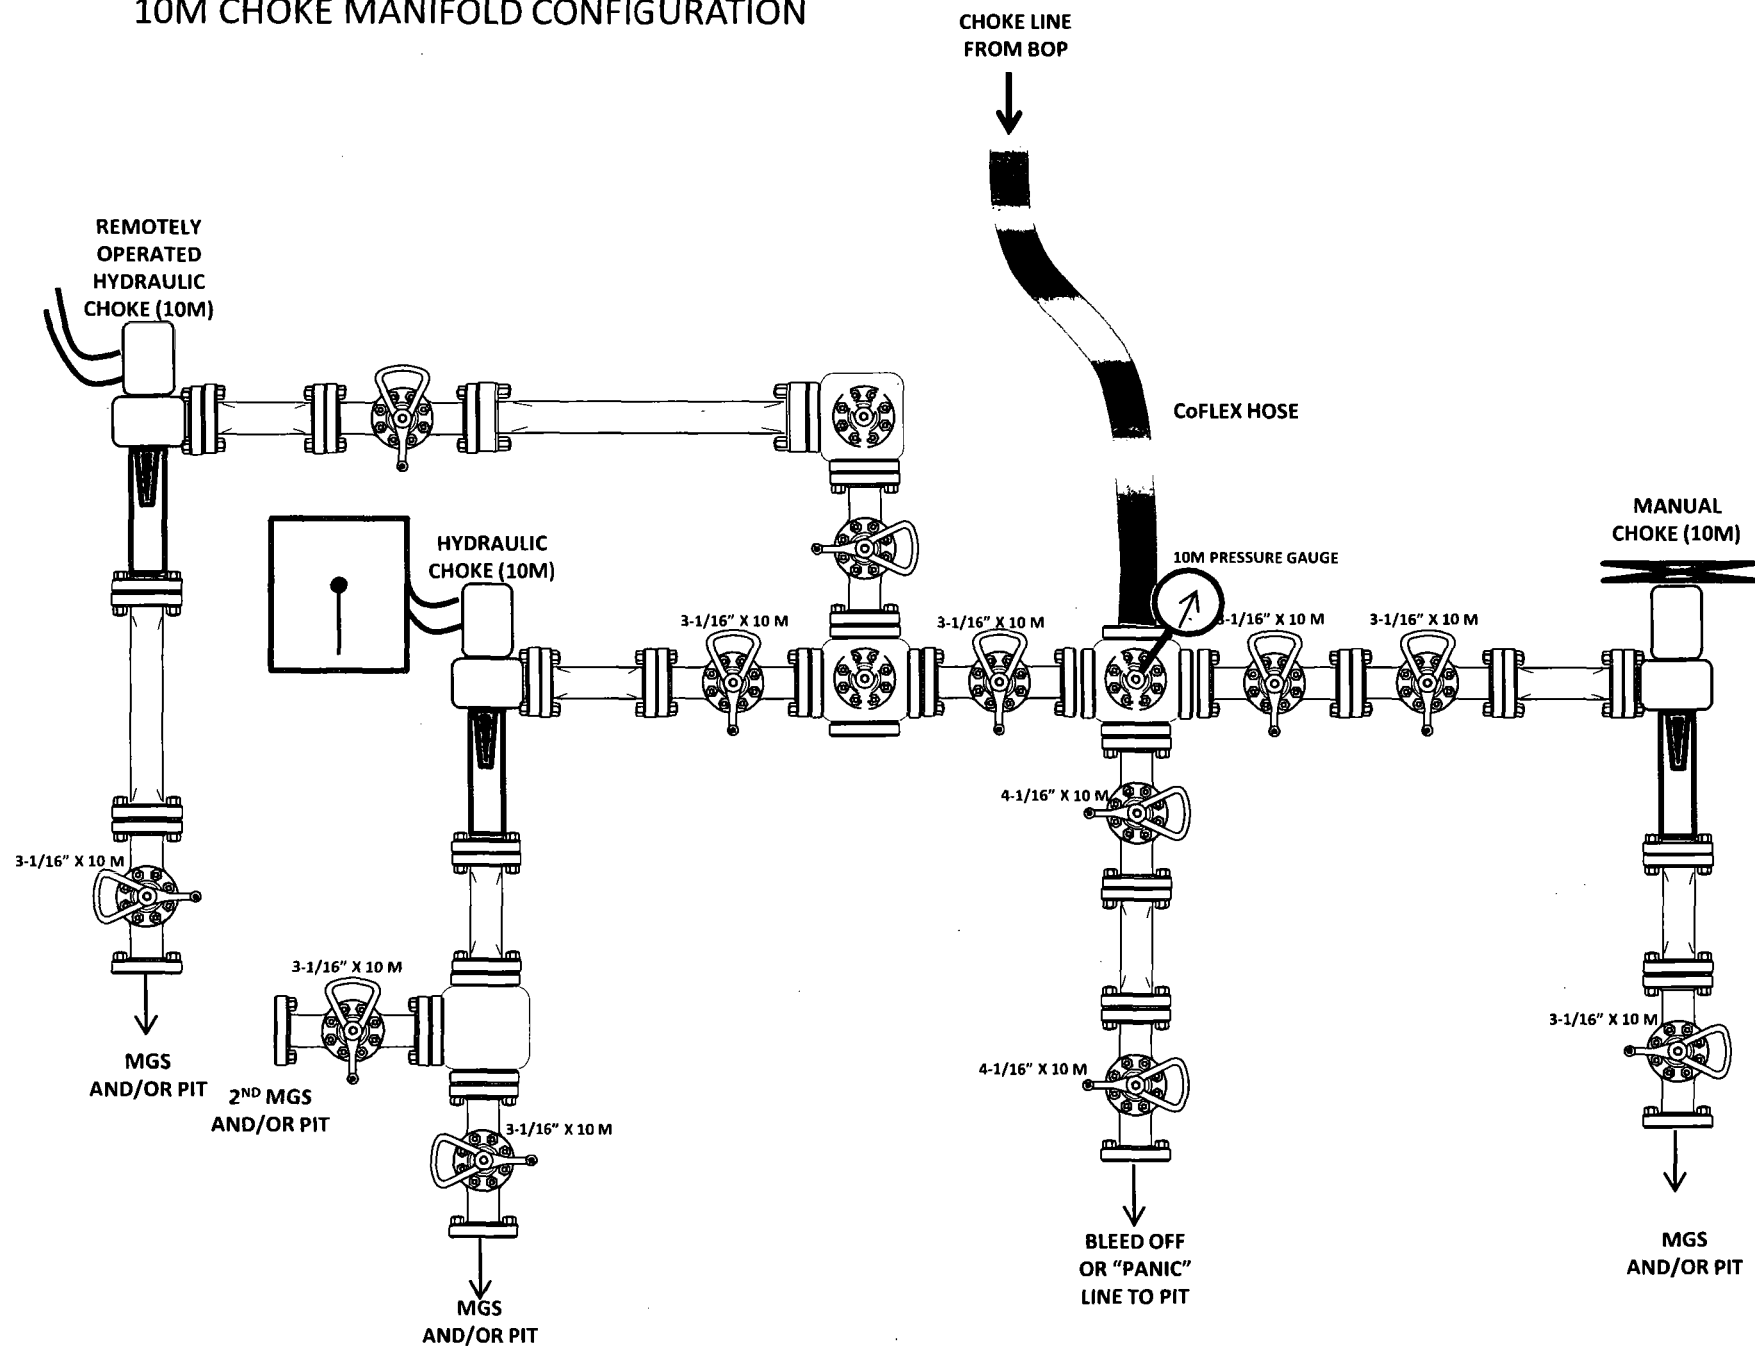 10M CHOKE MANIFOLD CONFIGURATION
CHOKE LINE
FROM BOP
REMOTELY
OPERATED
HYDRAULIC
CHOKE (10M)
CoFLEX HOSE
MANUAL
CHOKE (10M)
HYDRAULIC
CHOKE (10M)
10M PRESSURE GAUGE
3-1/16" X 10 M
3-1/16" X 10 M
3-1/16" X 10 M
3-1/16" X 10 M
4-1/16" X 10 M
3-1/16" X 10 M
3-1/16" X 10 M
3-1/16" X 10 M
4-1/16" X 10 M
MGS
AND/OR PIT
2ND MGS
AND/OR PIT
3-1/16" X 10 M
BLEED OFF
OR "PANIC"
LINE TO PIT
MGS
AND/OR PIT
MGS
AND/OR PIT